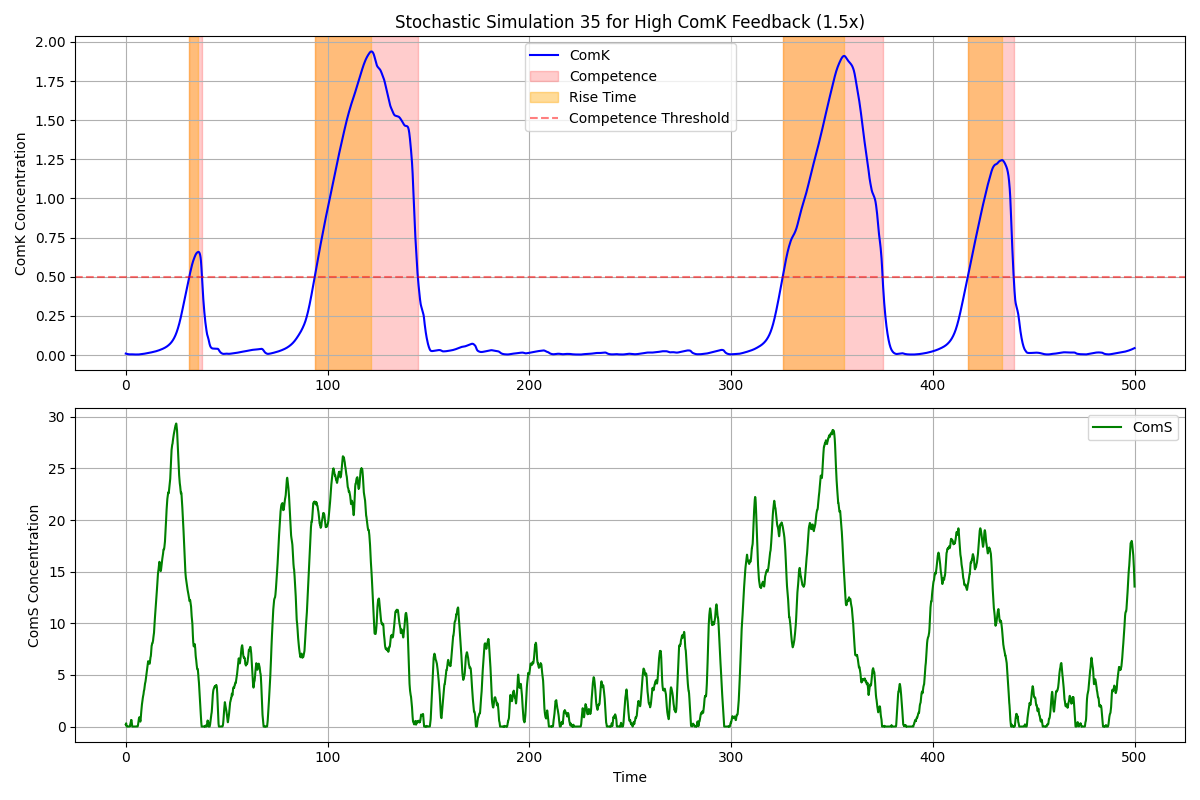 Stochastic Simulation 35 for High ComK Feedback (1.5x)
ComK Concentration
2.00
1.75
1.50
1.25
1.00
0.75
0.50
0.25
0.00
ComK
Competence
Rise Time
Competence Threshold
0 100 200 300 400 500
ComS Concentration
30
25
20
15
10
5
0
ComS
0 100 200 300 400 500
Time